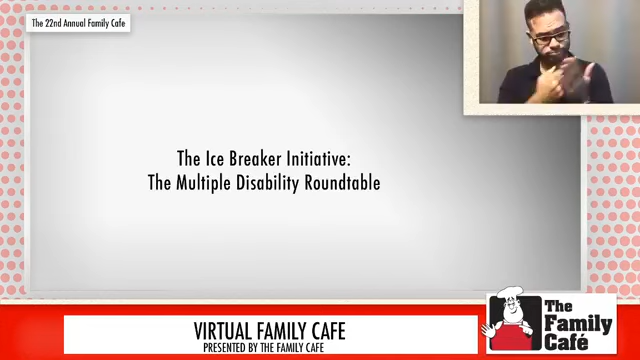 The 22nd Annual Family Cafe
The Ice Breaker Initiative:
The Multiple Disability Roundtable
VIRTUAL FAMILY CAFE
PRESENTED BY THE FAMILY CAFE
The
Family
Café